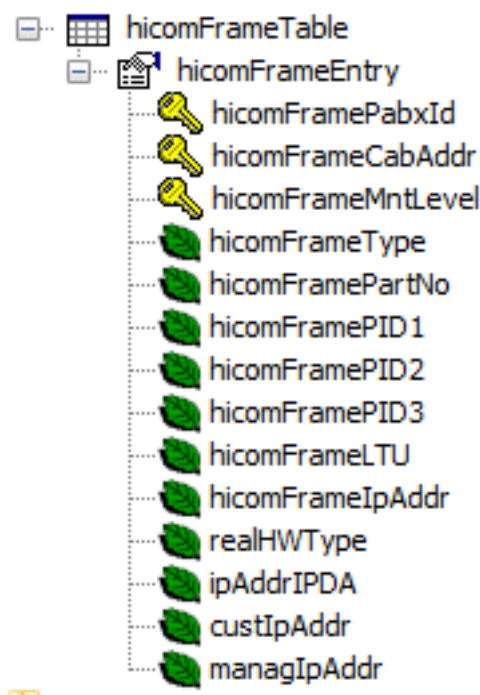 hicomFrameTable
hicomFrameEntry
hicomFramePabxId
hicomFrameCabAddr
hicomFrameMntLevel
hicomFrameType
hicomFramePartNo
hicomFramePID1
hicomFramePID2
hicomFramePID3
hicomFrameLTU
hicomFrameIpAddr
realHWType
ipAddrIPDA
custIpAddr
managIpAddr